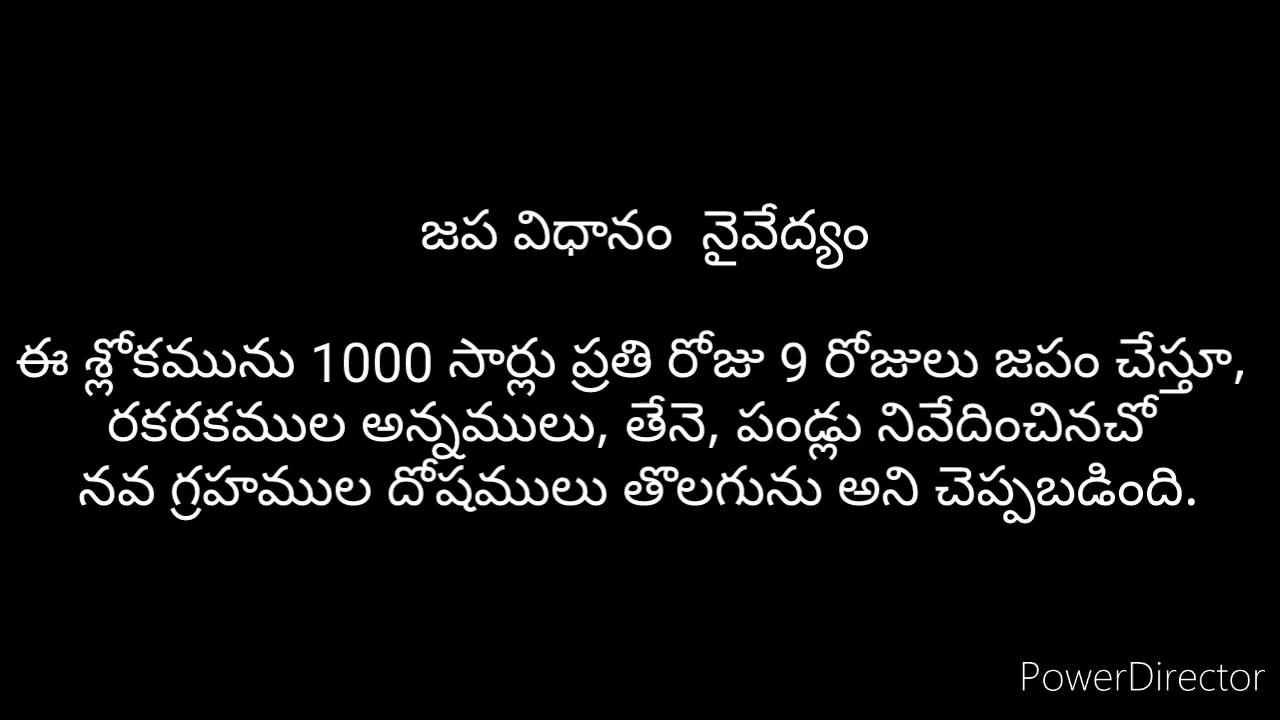 జప విధానం  నైవేద్యం
ఈ శ్లోకమును 1000 సార్లు ప్రతి రోజు 9 రోజులు జపం చేస్తూ,
రకరకముల అన్నములు, తేనె, పండ్లు నివేదించినచో
నవ గ్రహముల దోషములు తొలగును అని చెప్పబడింది.
PowerDirector